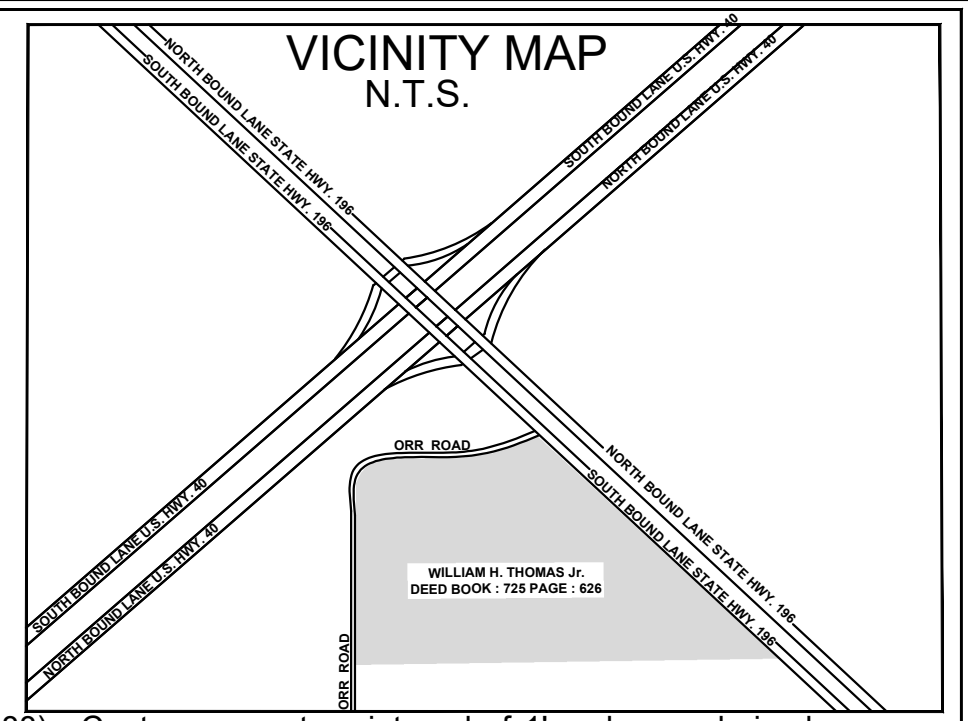 VICINITY MAP
N.T.S.
NORTH BOUND LANE STATE HWY. 196
SOUTH BOUND LANE STATE HWY. 196
SOUTH BOUND LANE U.S. HWY. 40
NORTH BOUND LANE U.S. HWY. 40
ORR ROAD
NORTH BOUND LANE STATE HWY. 196
SOUTH BOUND LANE STATE HWY. 196
SOUTH BOUND LANE U.S. HWY. 40
NORTH BOUND LANE U.S. HWY. 40
WILLIAM H. THOMAS Jr.
DEED BOOK : 725 PAGE : 626
ORR ROAD